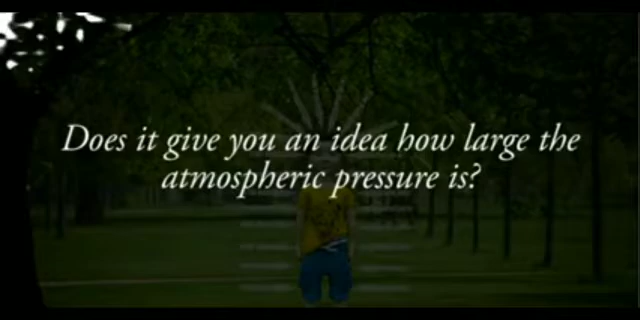 Does it give you an idea how large the
atmospheric pressure is?